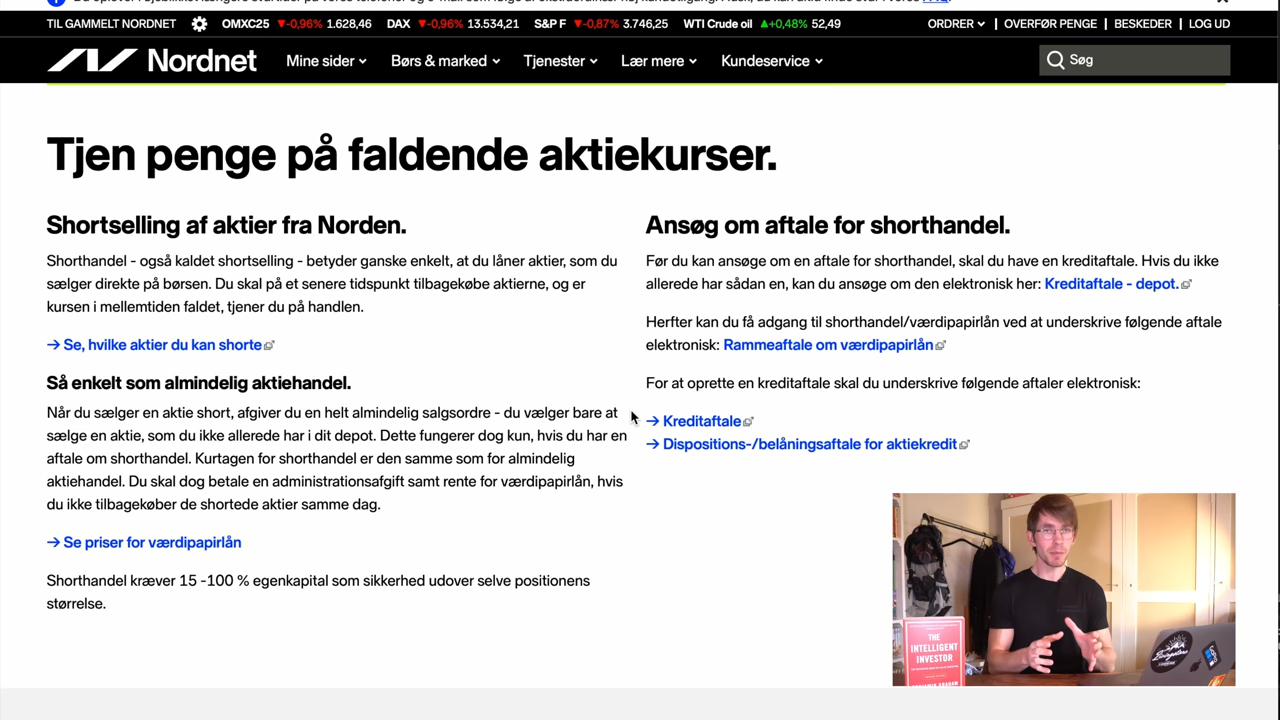 TIL GAMMELT NORDNET OMXC25 -0,96% 1.628,46 DAX -0,96% 13.534,21 S&P F -0,87% 3.746,25 WTI Crude oil +0,48% 52,49 ORDRER | OVERFØR PENGE | BESKEDER | LOG UD
Nordnet Mine sider Børs & marked Tjenester Lær mere Kundeservice Søg
Tjen penge på faldende aktiekurser.
Shortselling af aktier fra Norden.
Shorthandel - også kaldet shortselling - betyder ganske enkelt, at du låner aktier, som du
sælger direkte på børsen. Du skal på et senere tidspunkt tilbagekøbe aktierne, og er
kursen i mellemtiden faldet, tjener du på handlen.
→ Se, hvilke aktier du kan shorte
Så enkelt som almindelig aktiehandel.
Når du sælger en aktie short, afgiver du en helt almindelig salgsordre - du vælger bare at
sælge en aktie, som du ikke allerede har i dit depot. Dette fungerer dog kun, hvis du har en
aftale om shorthandel. Kurtagen for shorthandel er den samme som for almindelig
aktiehandel. Du skal dog betale en administrationsafgift samt rente for værdipapirlån, hvis
du ikke tilbagekøber de shortede aktier samme dag.
→ Se priser for værdipapirlån
Shorthandel kræver 15 -100 % egenkapital som sikkerhed udover selve positionens
størrelse.
Ansøg om aftale for shorthandel.
Før du kan ansøge om en aftale for shorthandel, skal du have en kreditaftale. Hvis du ikke
allerede har sådan en, kan du ansøge om den elektronisk her: Kreditaftale - depot.
Herfter kan du få adgang til shorthandel/værdipapirlån ved at underskrive følgende aftale
elektronisk: Rammeaftale om værdipapirlån
For at oprette en kreditaftale skal du underskrive følgende aftaler elektronisk:
→ Kreditaftale
→ Dispositions-/belåningsaftale for aktiekredit
THE
INTELLIGENT
INVESTOR